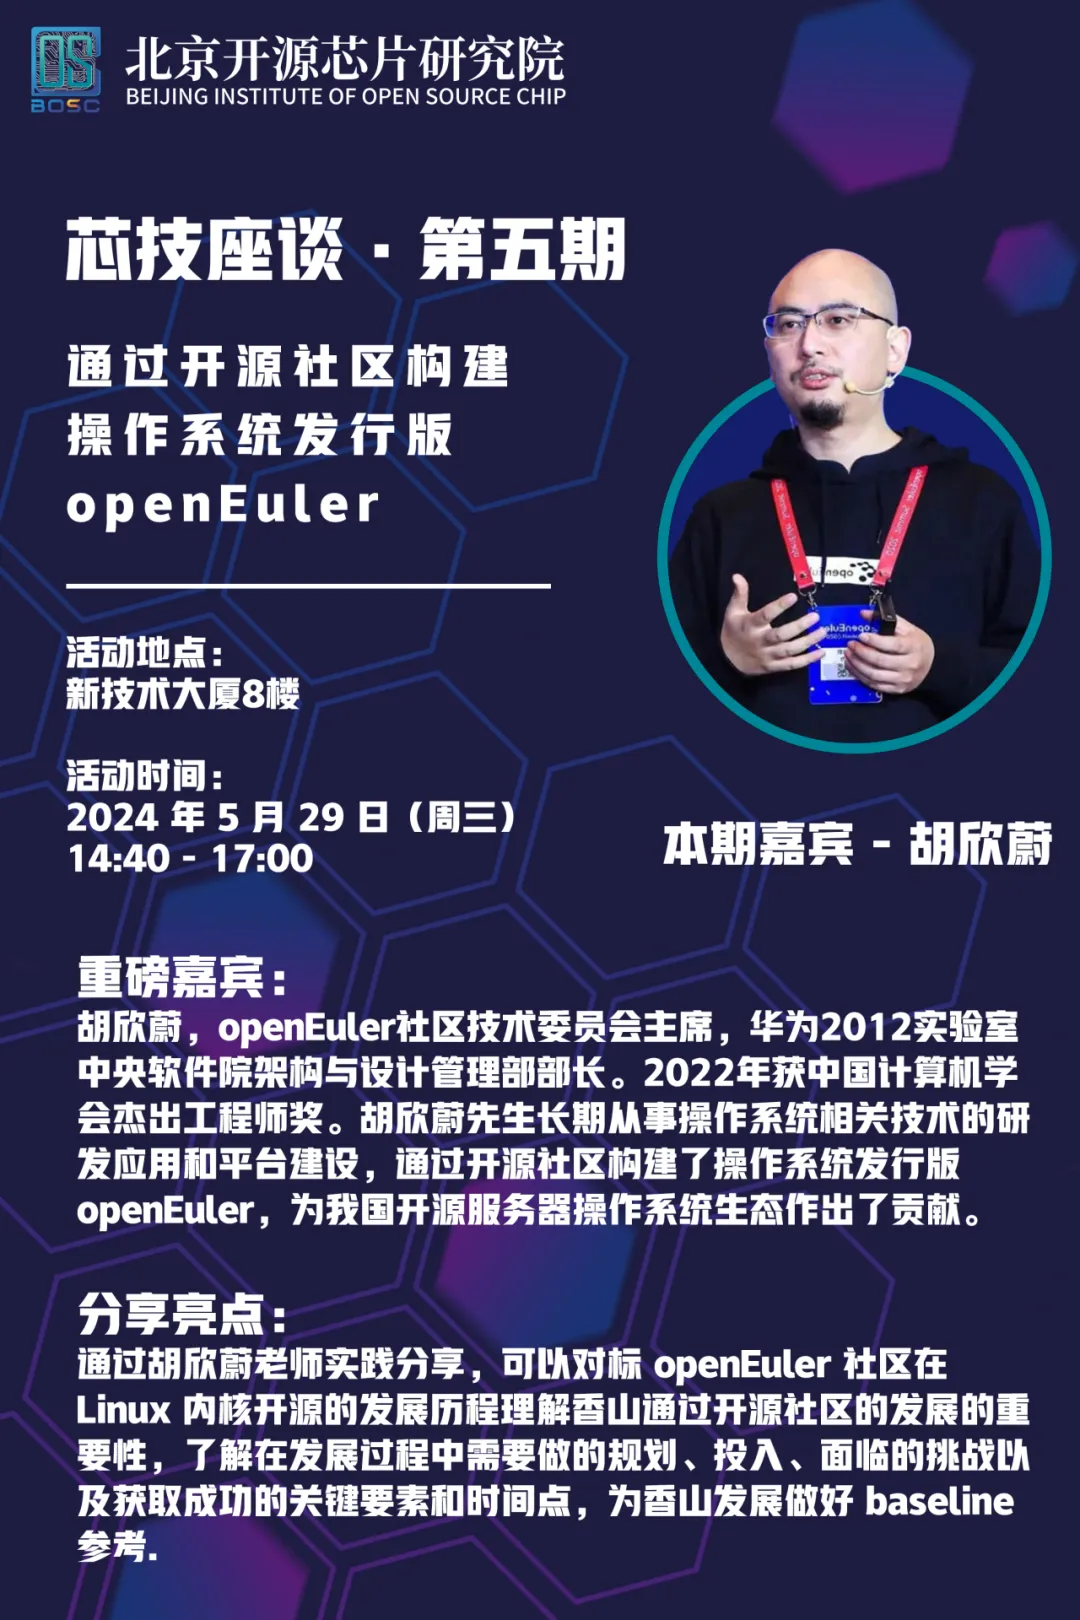 BOSC
北京开源芯片研究院
BEIJING INSTITUTE OF OPEN SOURCE CHIP
芯技座谈·第五期
通过开源社区构建
操作系统发行版
openEuler
活动地点：
新技术大厦8楼
活动时间：
2024 年 5 月 29 日（周三）
14:40 - 17:00
openEuler
本期嘉宾 - 胡欣蔚
重磅嘉宾：
胡欣蔚，openEuler社区技术委员会主席，华为2012实验室
中央软件院架构与设计管理部部长。2022年获中国计算机学
会杰出工程师奖。胡欣蔚先生长期从事操作系统相关技术的研
发应用和平台建设，通过开源社区构建了操作系统发行版
openEuler，为我国开源服务器操作系统生态作出了贡献。
分享亮点：
通过胡欣蔚老师实践分享，可以对标 openEuler 社区在
Linux 内核开源的发展历程理解香山通过开源社区的发展的重
要性，了解在发展过程中需要做的规划、投入、面临的挑战以
及获取成功的关键要素和时间点，为香山发展做好 baseline
参考.